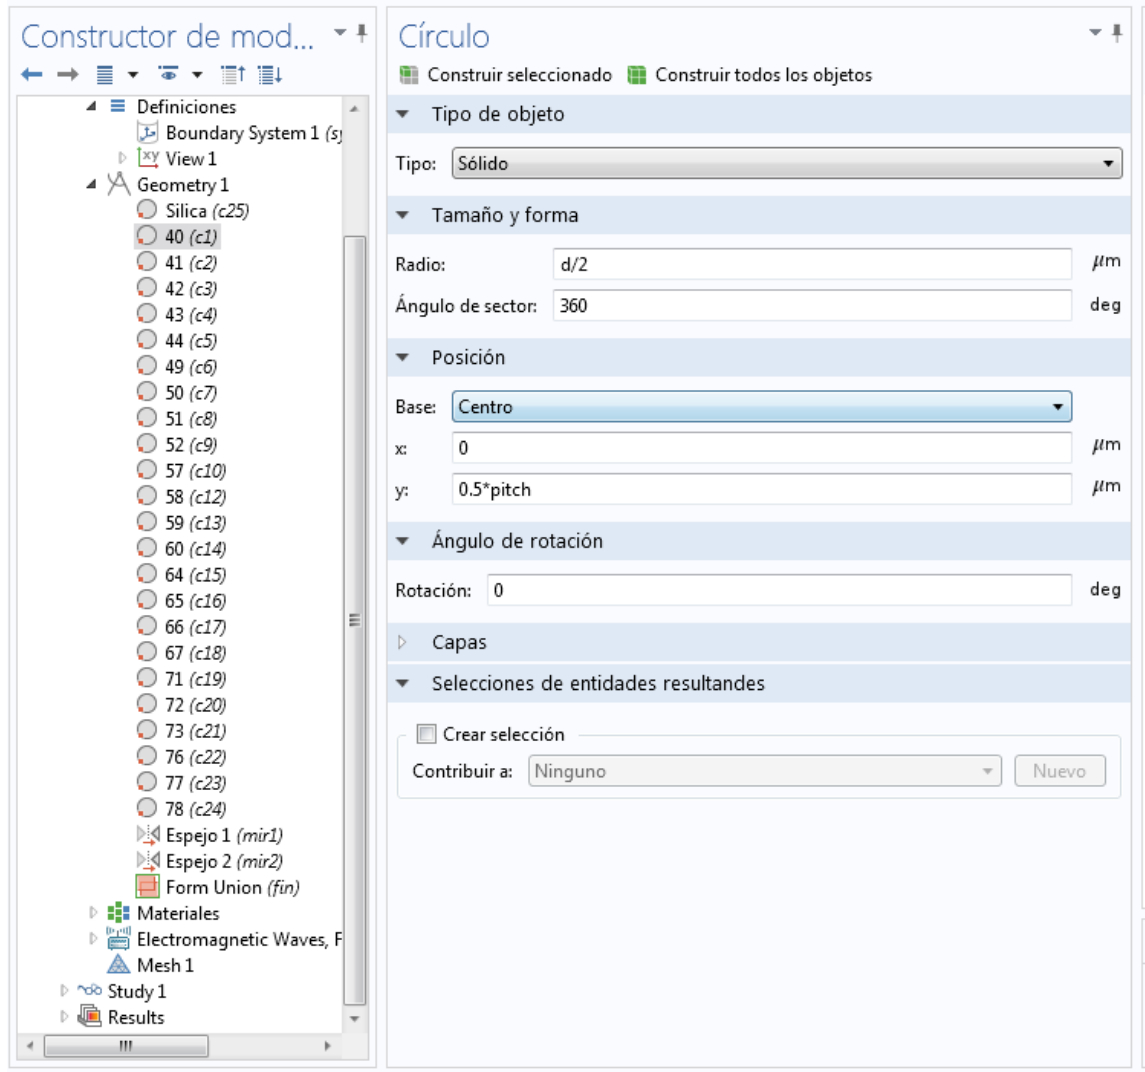 Constructor de mod...
Definiciones
Boundary System 1 (sy
View 1
Geometry 1
Silica (c25)
40 (c1)
41 (c2)
42 (c3)
43 (c4)
44 (c5)
49 (c6)
50 (c7)
51 (c8)
52 (c9)
57 (c10)
58 (c12)
59 (c13)
60 (c14)
64 (c15)
65 (c16)
66 (c17)
67 (c18)
71 (c19)
72 (c20)
73 (c21)
76 (c22)
77 (c23)
78 (c24)
Espejo 1 (mir1)
Espejo 2 (mir2)
Form Union (fin)
Materiales
Electromagnetic Waves, F
Mesh 1
Study 1
Results
Círculo
Construir seleccionado Construir todos los objetos
Tipo de objeto
Tipo: Sólido
Tamaño y forma
Radio: d/2 μm
Ángulo de sector: 360 deg
Posición
Base: Centro
x: 0 μm
y: 0.5*pitch μm
Ángulo de rotación
Rotación: 0 deg
Capas
Selecciones de entidades resultandes
Crear selección
Contribuir a: Ninguno Nuevo